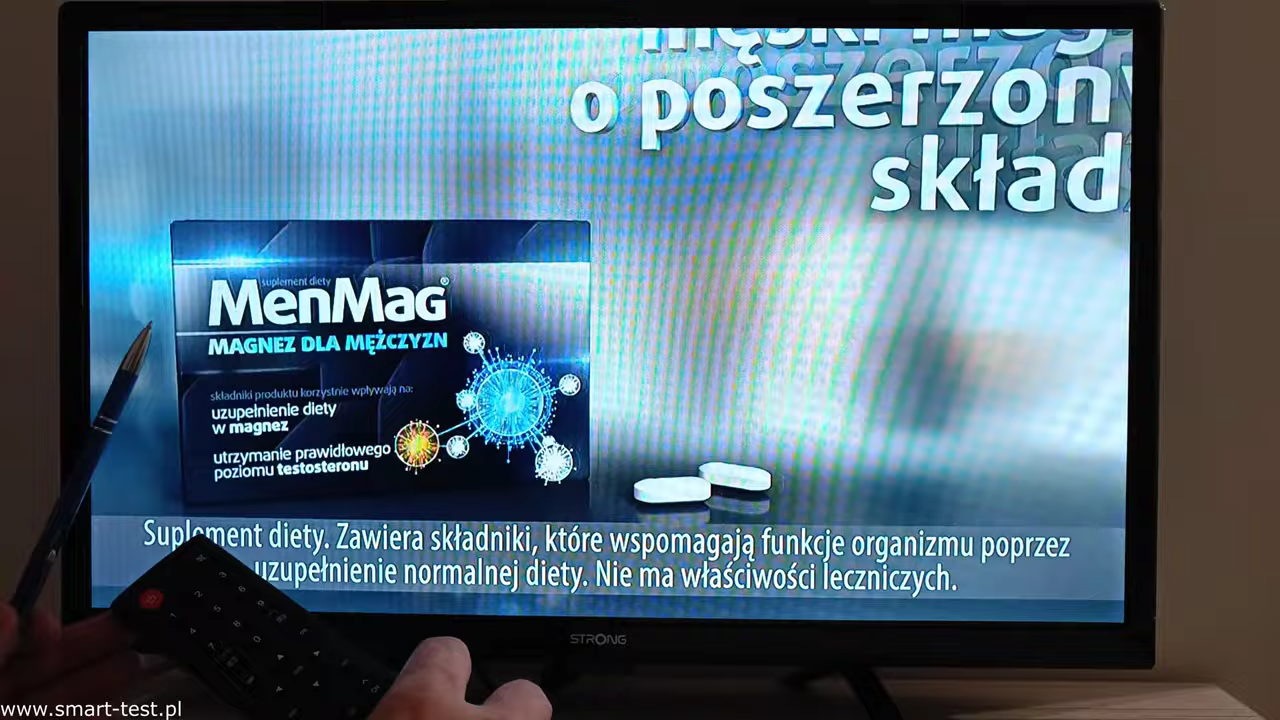 męski mag
o poszerzony
skład
suplement diety
MenMag®
MAGNEZ DLA MĘŻCZYZN
składniki produktu korzystnie wpływają na:
uzupełnienie diety
w magnez
utrzymanie prawidłowego
poziomu testosteronu
Suplement diety. Zawiera składniki, które wspomagają funkcje organizmu poprzez
uzupełnienie normalnej diety. Nie ma właściwości leczniczych.
STRONG
www.smart-test.pl